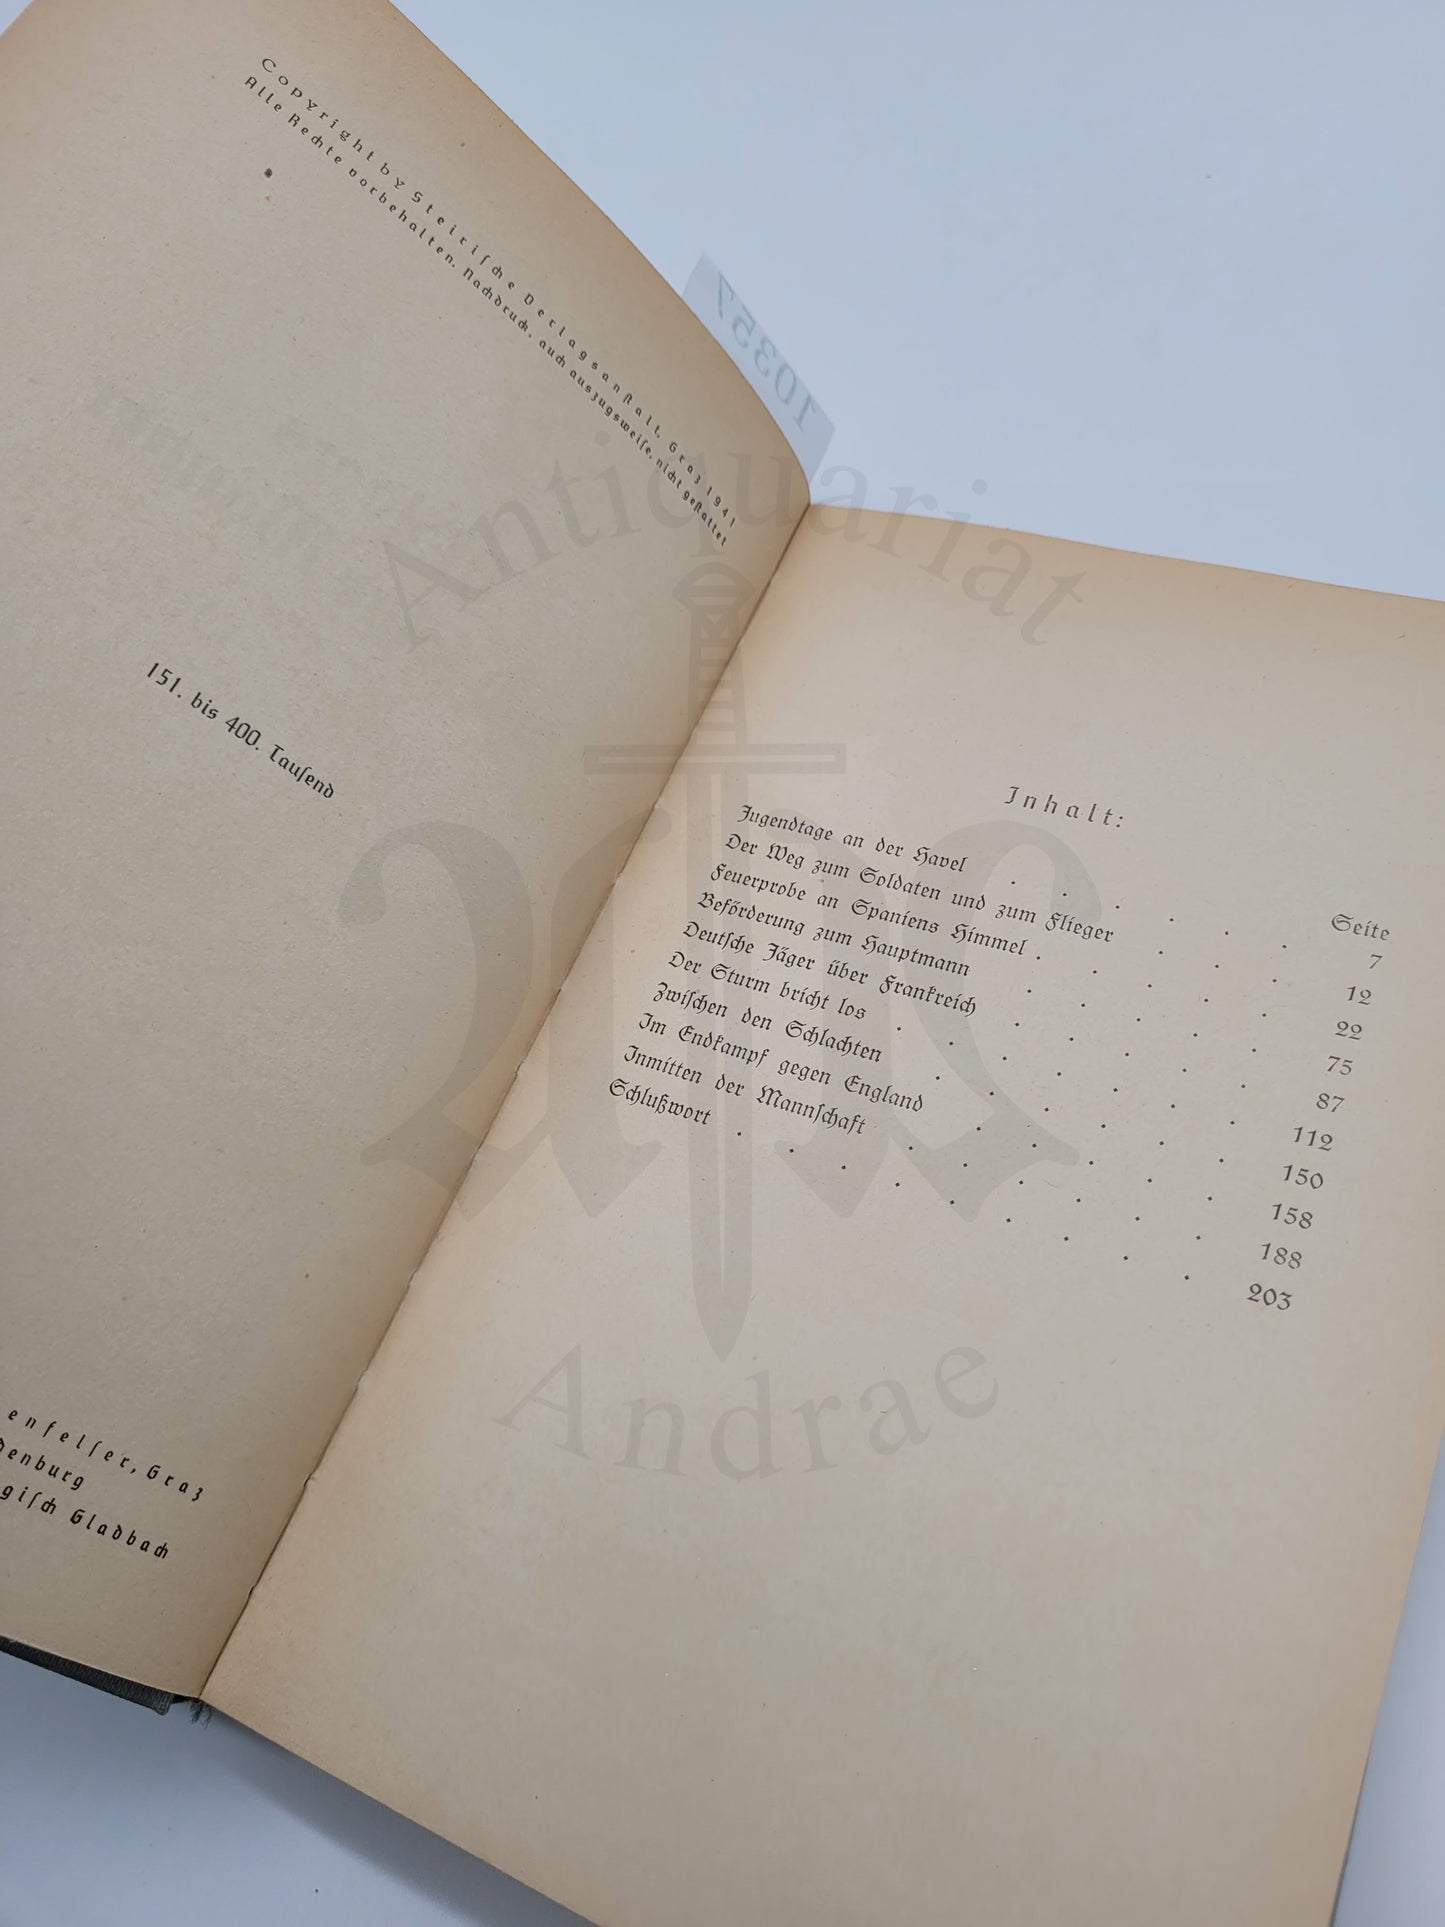 Copyright by Steirische Verlagsanstalt, Graz 1941
Alle Rechte vorbehalten. Nachdruck, auch auszugsweise, nicht gestattet
151. bis 400. Tausend
enfelser, Graz
denburg
gisch Gladbach
10357
Inhalt:
Seite
Jugendtage an der Havel . . . . . . 7
Der Weg zum Soldaten und zum Flieger . . . 12
Feuerprobe an Spaniens Himmel . . . . . 22
Beförderung zum Hauptmann . . . . . 75
Deutsche Jäger über Frankreich . . . . . 87
Der Sturm bricht los . . . . . . . 112
Zwischen den Schlachten . . . . . . 150
Im Endkampf gegen England . . . . . 158
Inmitten der Mannschaft . . . . . . 188
Schlußwort . . . . . . . . . 203
Antiquariat
Andrae